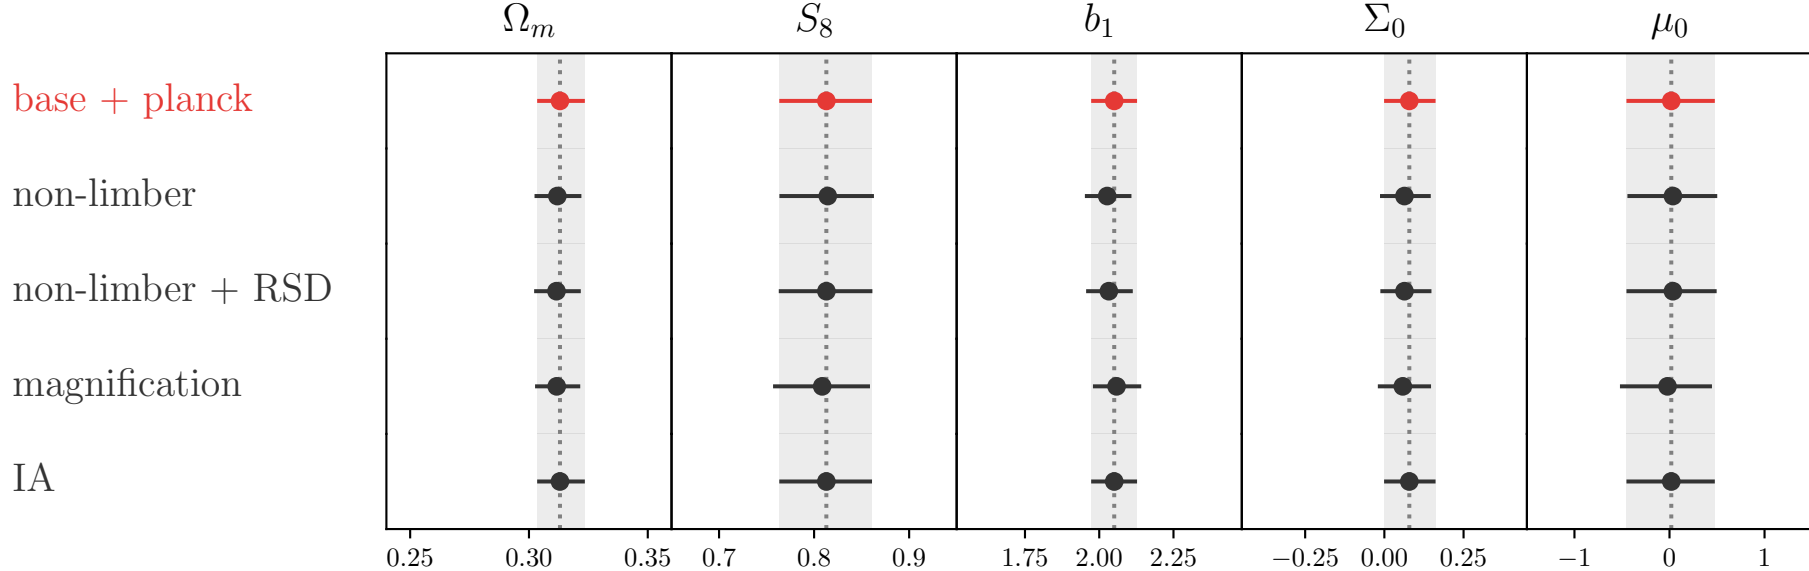 Ωm S8 b1 Σ0 μ0
base + planck
non-limber
non-limber + RSD
magnification
IA
0.25 0.30 0.35 0.7 0.8 0.9 1.75 2.00 2.25 −0.25 0.00 0.25 −1 0 1